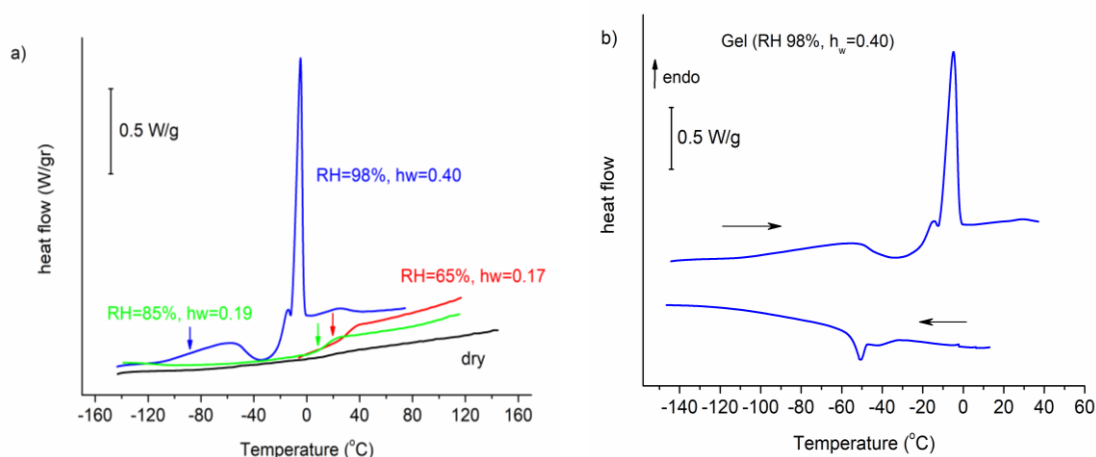 a)
0.5 W/g
heat flow (W/gr)
RH=98%, hw=0.40
RH=65%, hw=0.17
RH=85%, hw=0.19
dry
-160 -120 -80 -40 0 40 80 120 160
Temperature (°C)
b)
Gel (RH 98%, h_w=0.40)
endo
0.5 W/g
heat flow
-140 -120 -100 -80 -60 -40 -20 0 20 40 60
Temperature (°C)